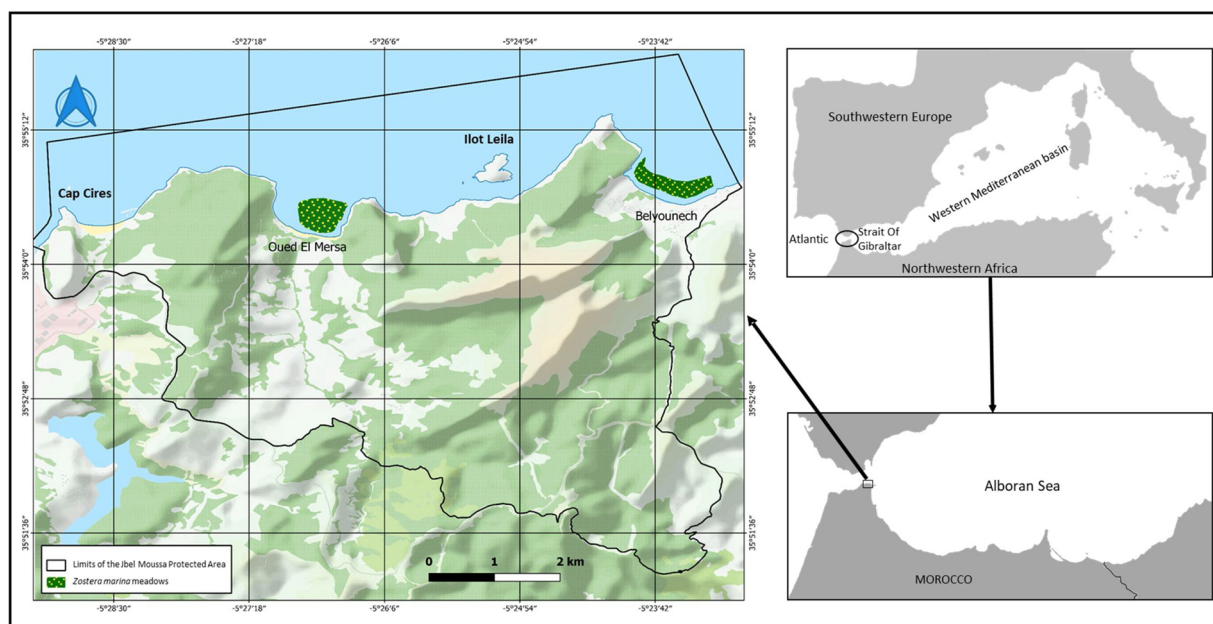 -5°28'30" -5°27'18" -5°26'6" -5°24'54" -5°23'42"
35°55'12" 35°55'12"
Ilot Leila
Cap Cires
Oued El Mersa
Belyounech
35°54'0" 35°54'0"
35°52'48" 35°52'48"
35°51'36" 35°51'36"
Limits of the Jbel Moussa Protected Area
Zostera marina meadows
0 1 2 km
-5°28'30" -5°27'18" -5°26'6" -5°24'54" -5°23'42"
Southwestern Europe
Western Mediterranean basin
Atlantic
Strait Of
Gibraltar
Northwestern Africa
Alboran Sea
MOROCCO